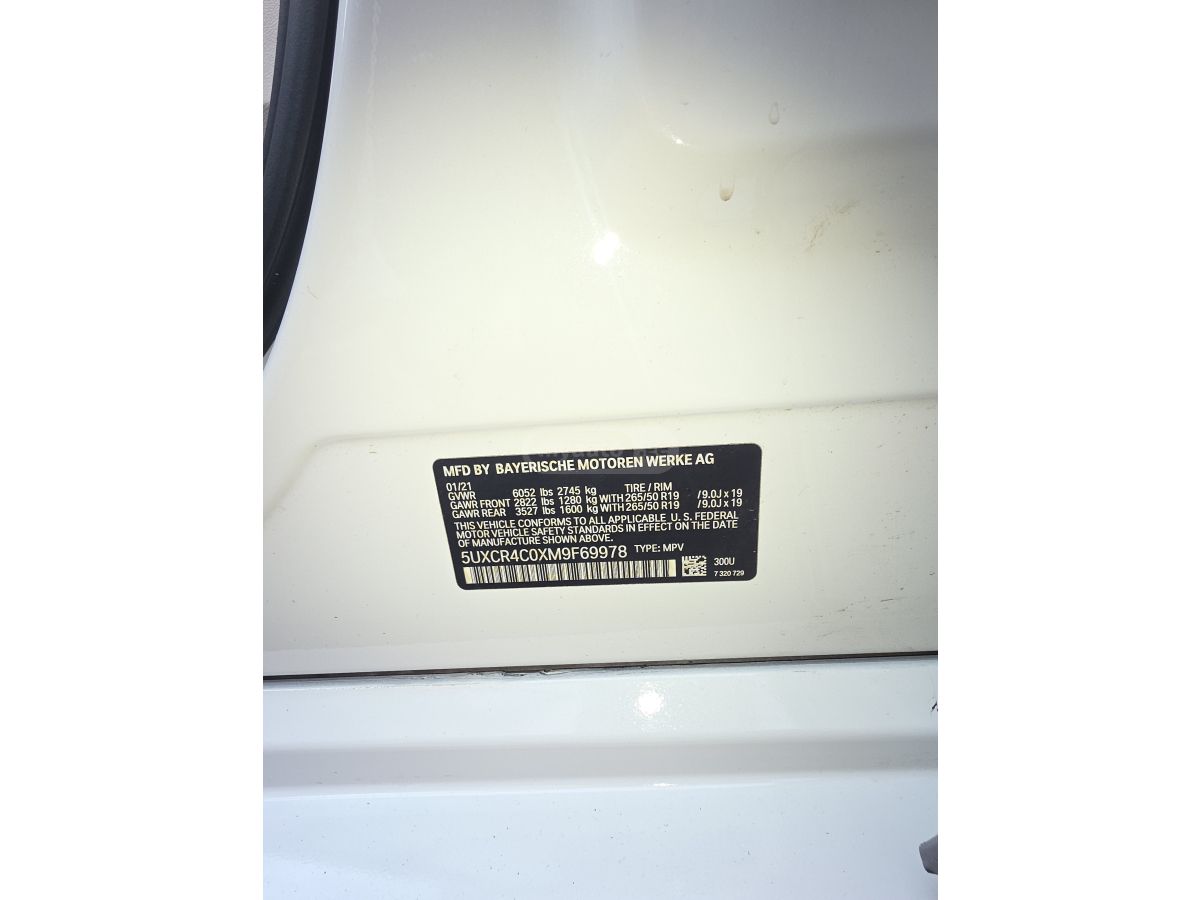 MFD BY BAYERISCHE MOTOREN WERKE AG
01/21 TIRE / RIM
GVWR 6052 lbs 2745 kg
GAWR FRONT 2822 lbs 1280 kg WITH 265/50 R19 /9.0J x 19
GAWR REAR 3527 lbs 1600 kg WITH 265/50 R19 /9.0J x 19
THIS VEHICLE CONFORMS TO ALL APPLICABLE U. S. FEDERAL
MOTOR VEHICLE SAFETY STANDARDS IN EFFECT ON THE DATE
OF MANUFACTURE SHOWN ABOVE.
5UXCR4C0XM9F69978 TYPE: MPV
300U
7 320 729